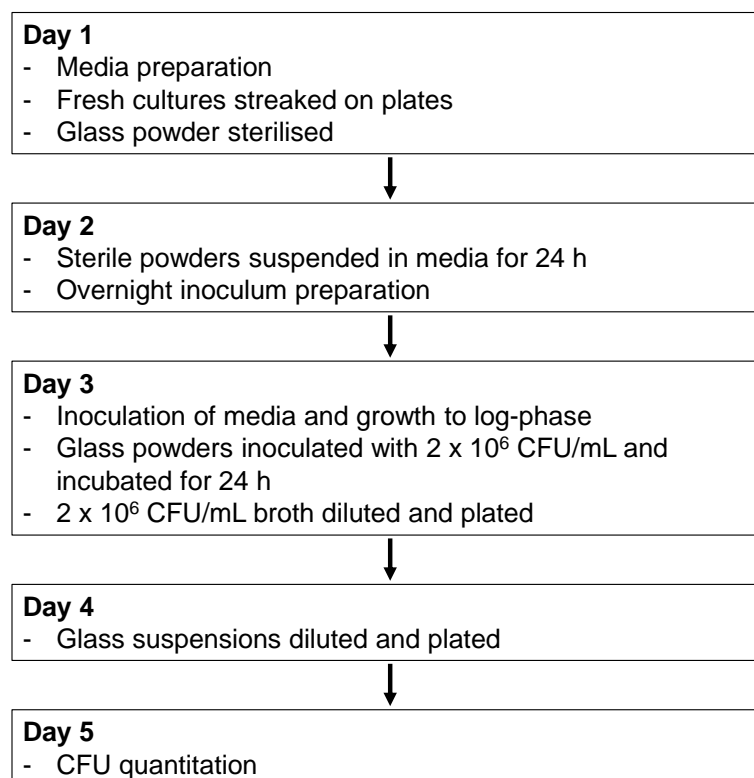 Day 1
- Media preparation
- Fresh cultures streaked on plates
- Glass powder sterilised
Day 2
- Sterile powders suspended in media for 24 h
- Overnight inoculum preparation
Day 3
- Inoculation of media and growth to log-phase
- Glass powders inoculated with 2 x 10⁶ CFU/mL and
incubated for 24 h
- 2 x 10⁶ CFU/mL broth diluted and plated
Day 4
- Glass suspensions diluted and plated
Day 5
- CFU quantitation